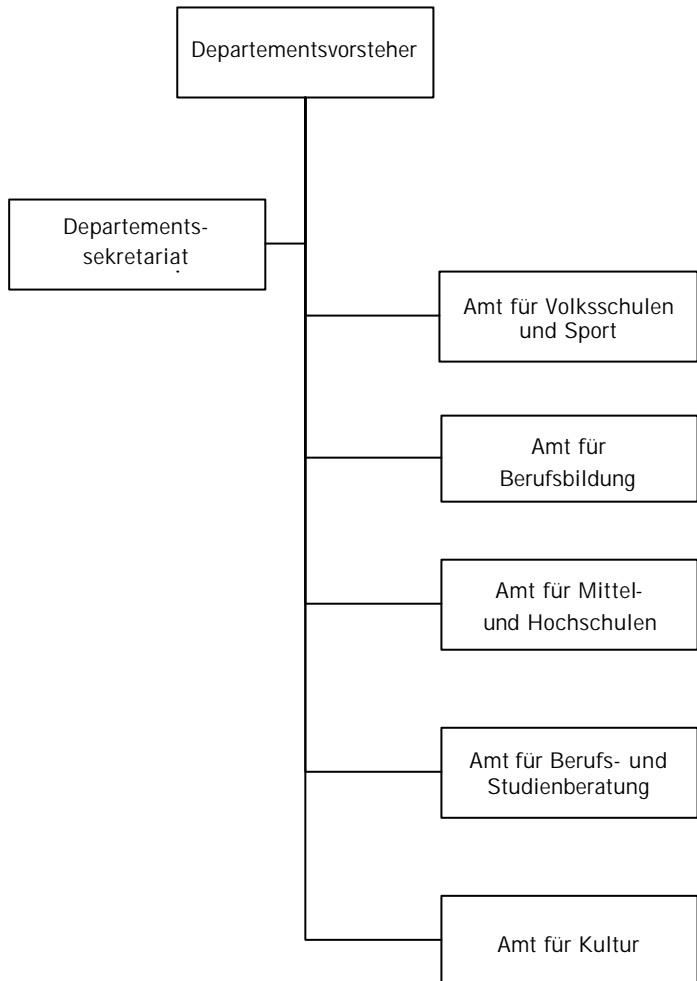 Departementsvorsteher
Departements-
sekretariat
Amt für Volksschulen
und Sport
Amt für
Berufsbildung
Amt für Mittel-
und Hochschulen
Amt für Berufs- und
Studienberatung
Amt für Kultur